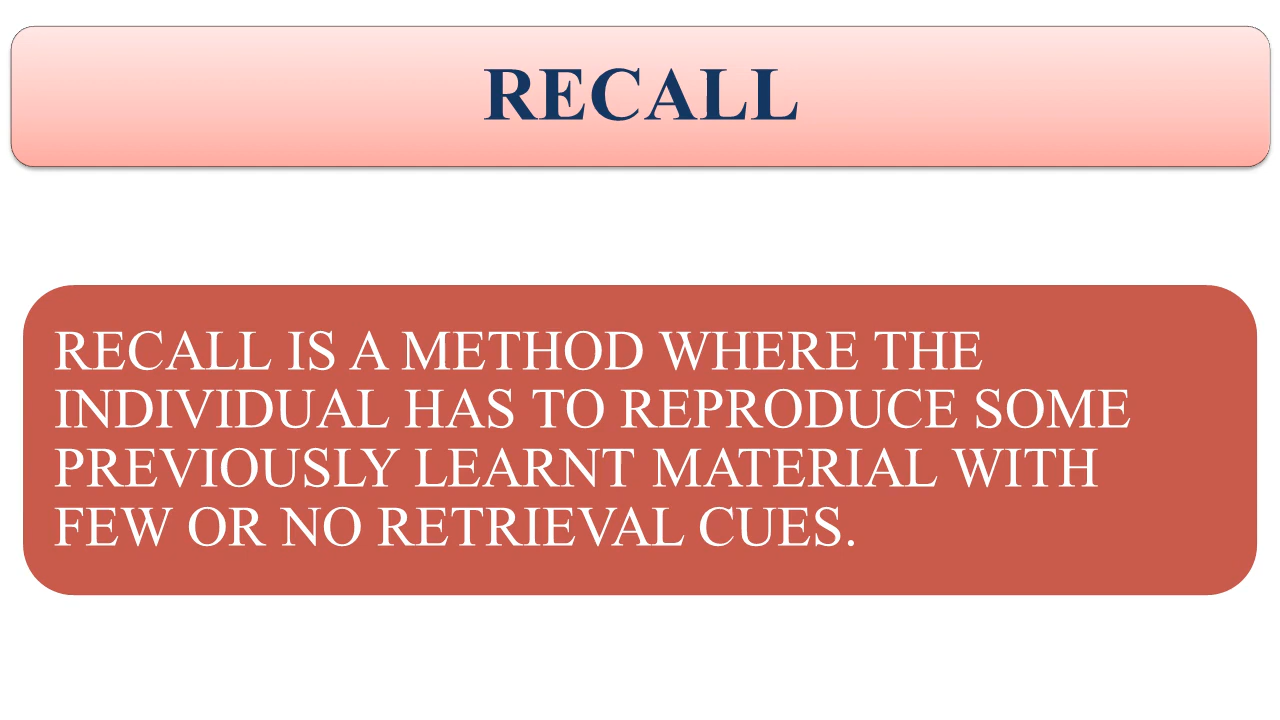 RECALL
RECALL IS A METHOD WHERE THE
INDIVIDUAL HAS TO REPRODUCE SOME
PREVIOUSLY LEARNT MATERIAL WITH
FEW OR NO RETRIEVAL CUES.